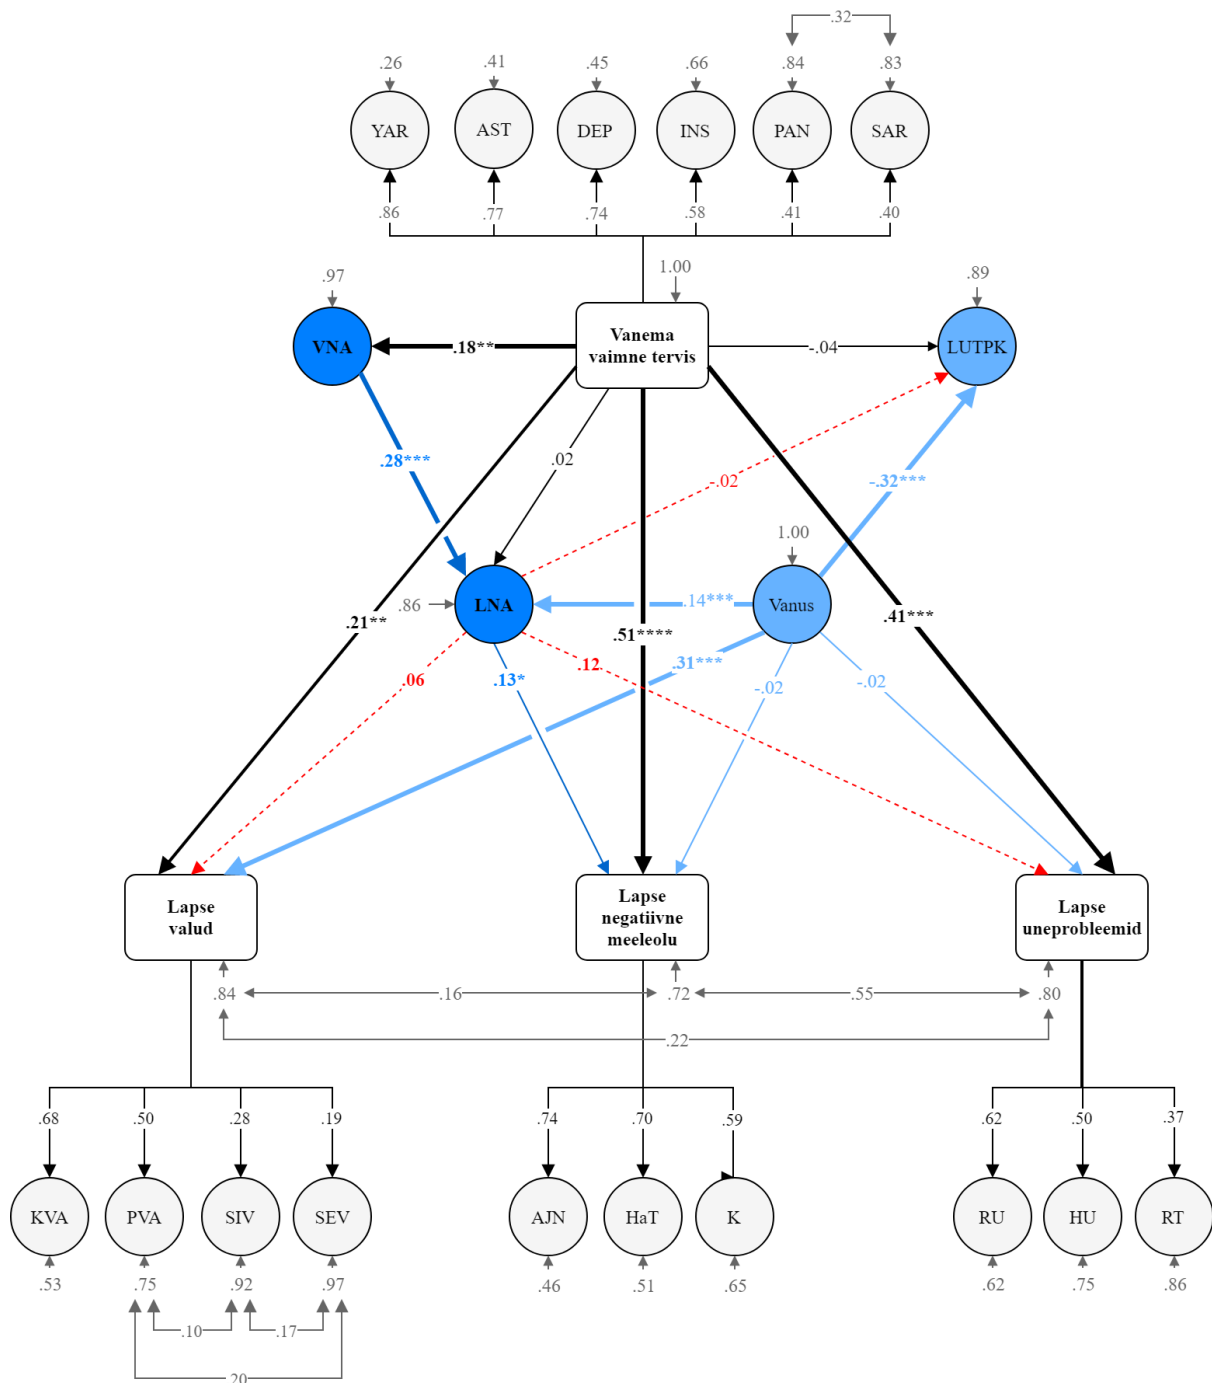 .32
.26
.41
.45
.66
.84
.83
YAR
AST
DEP
INS
PAN
SAR
.86
.77
.74
.58
.41
.40
.97
1.00
.89
VNA
.18**
Vanema
vaimne tervis
-.04
LUTPK
.28***
.02
-.02
-.32***
1.00
.86
LNA
.14***
Vanus
.21**
.51****
.41***
.06
.13*
.12
.31***
-.02
-.02
Lapse
valud
Lapse
negatiivne
meeleolu
Lapse
uneprobleemid
.84
.16
.72
.55
.80
.22
.68
.50
.28
.19
.74
.70
.59
.62
.50
.37
KVA
PVA
SIV
SEV
AJN
HaT
K
RU
HU
RT
.53
.75
.92
.97
.46
.51
.65
.62
.75
.86
.10
.17
.20